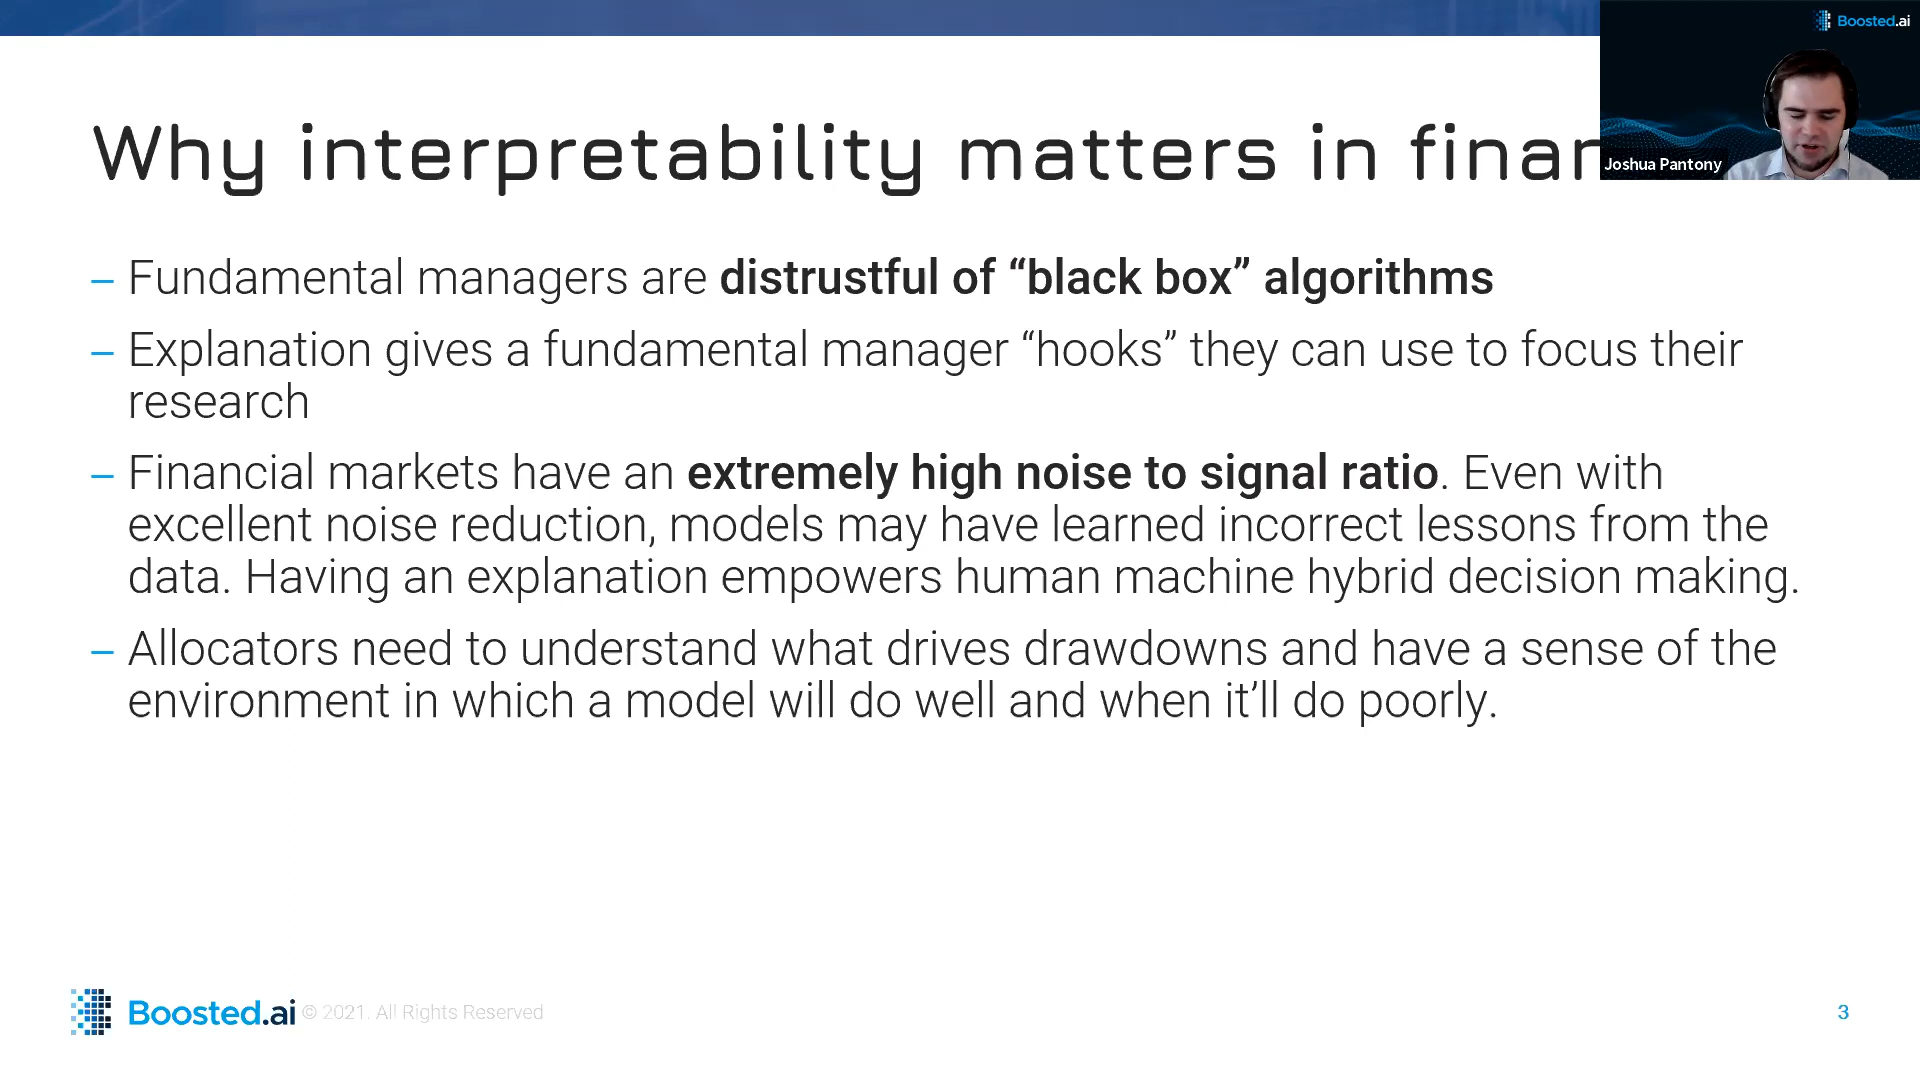 Boosted.ai
Why interpretability matters in finan
Joshua Pantony
– Fundamental managers are distrustful of “black box” algorithms
– Explanation gives a fundamental manager “hooks” they can use to focus their
research
– Financial markets have an extremely high noise to signal ratio. Even with
excellent noise reduction, models may have learned incorrect lessons from the
data. Having an explanation empowers human machine hybrid decision making.
– Allocators need to understand what drives drawdowns and have a sense of the
environment in which a model will do well and when it’ll do poorly.
Boosted.ai © 2021. All Rights Reserved
3